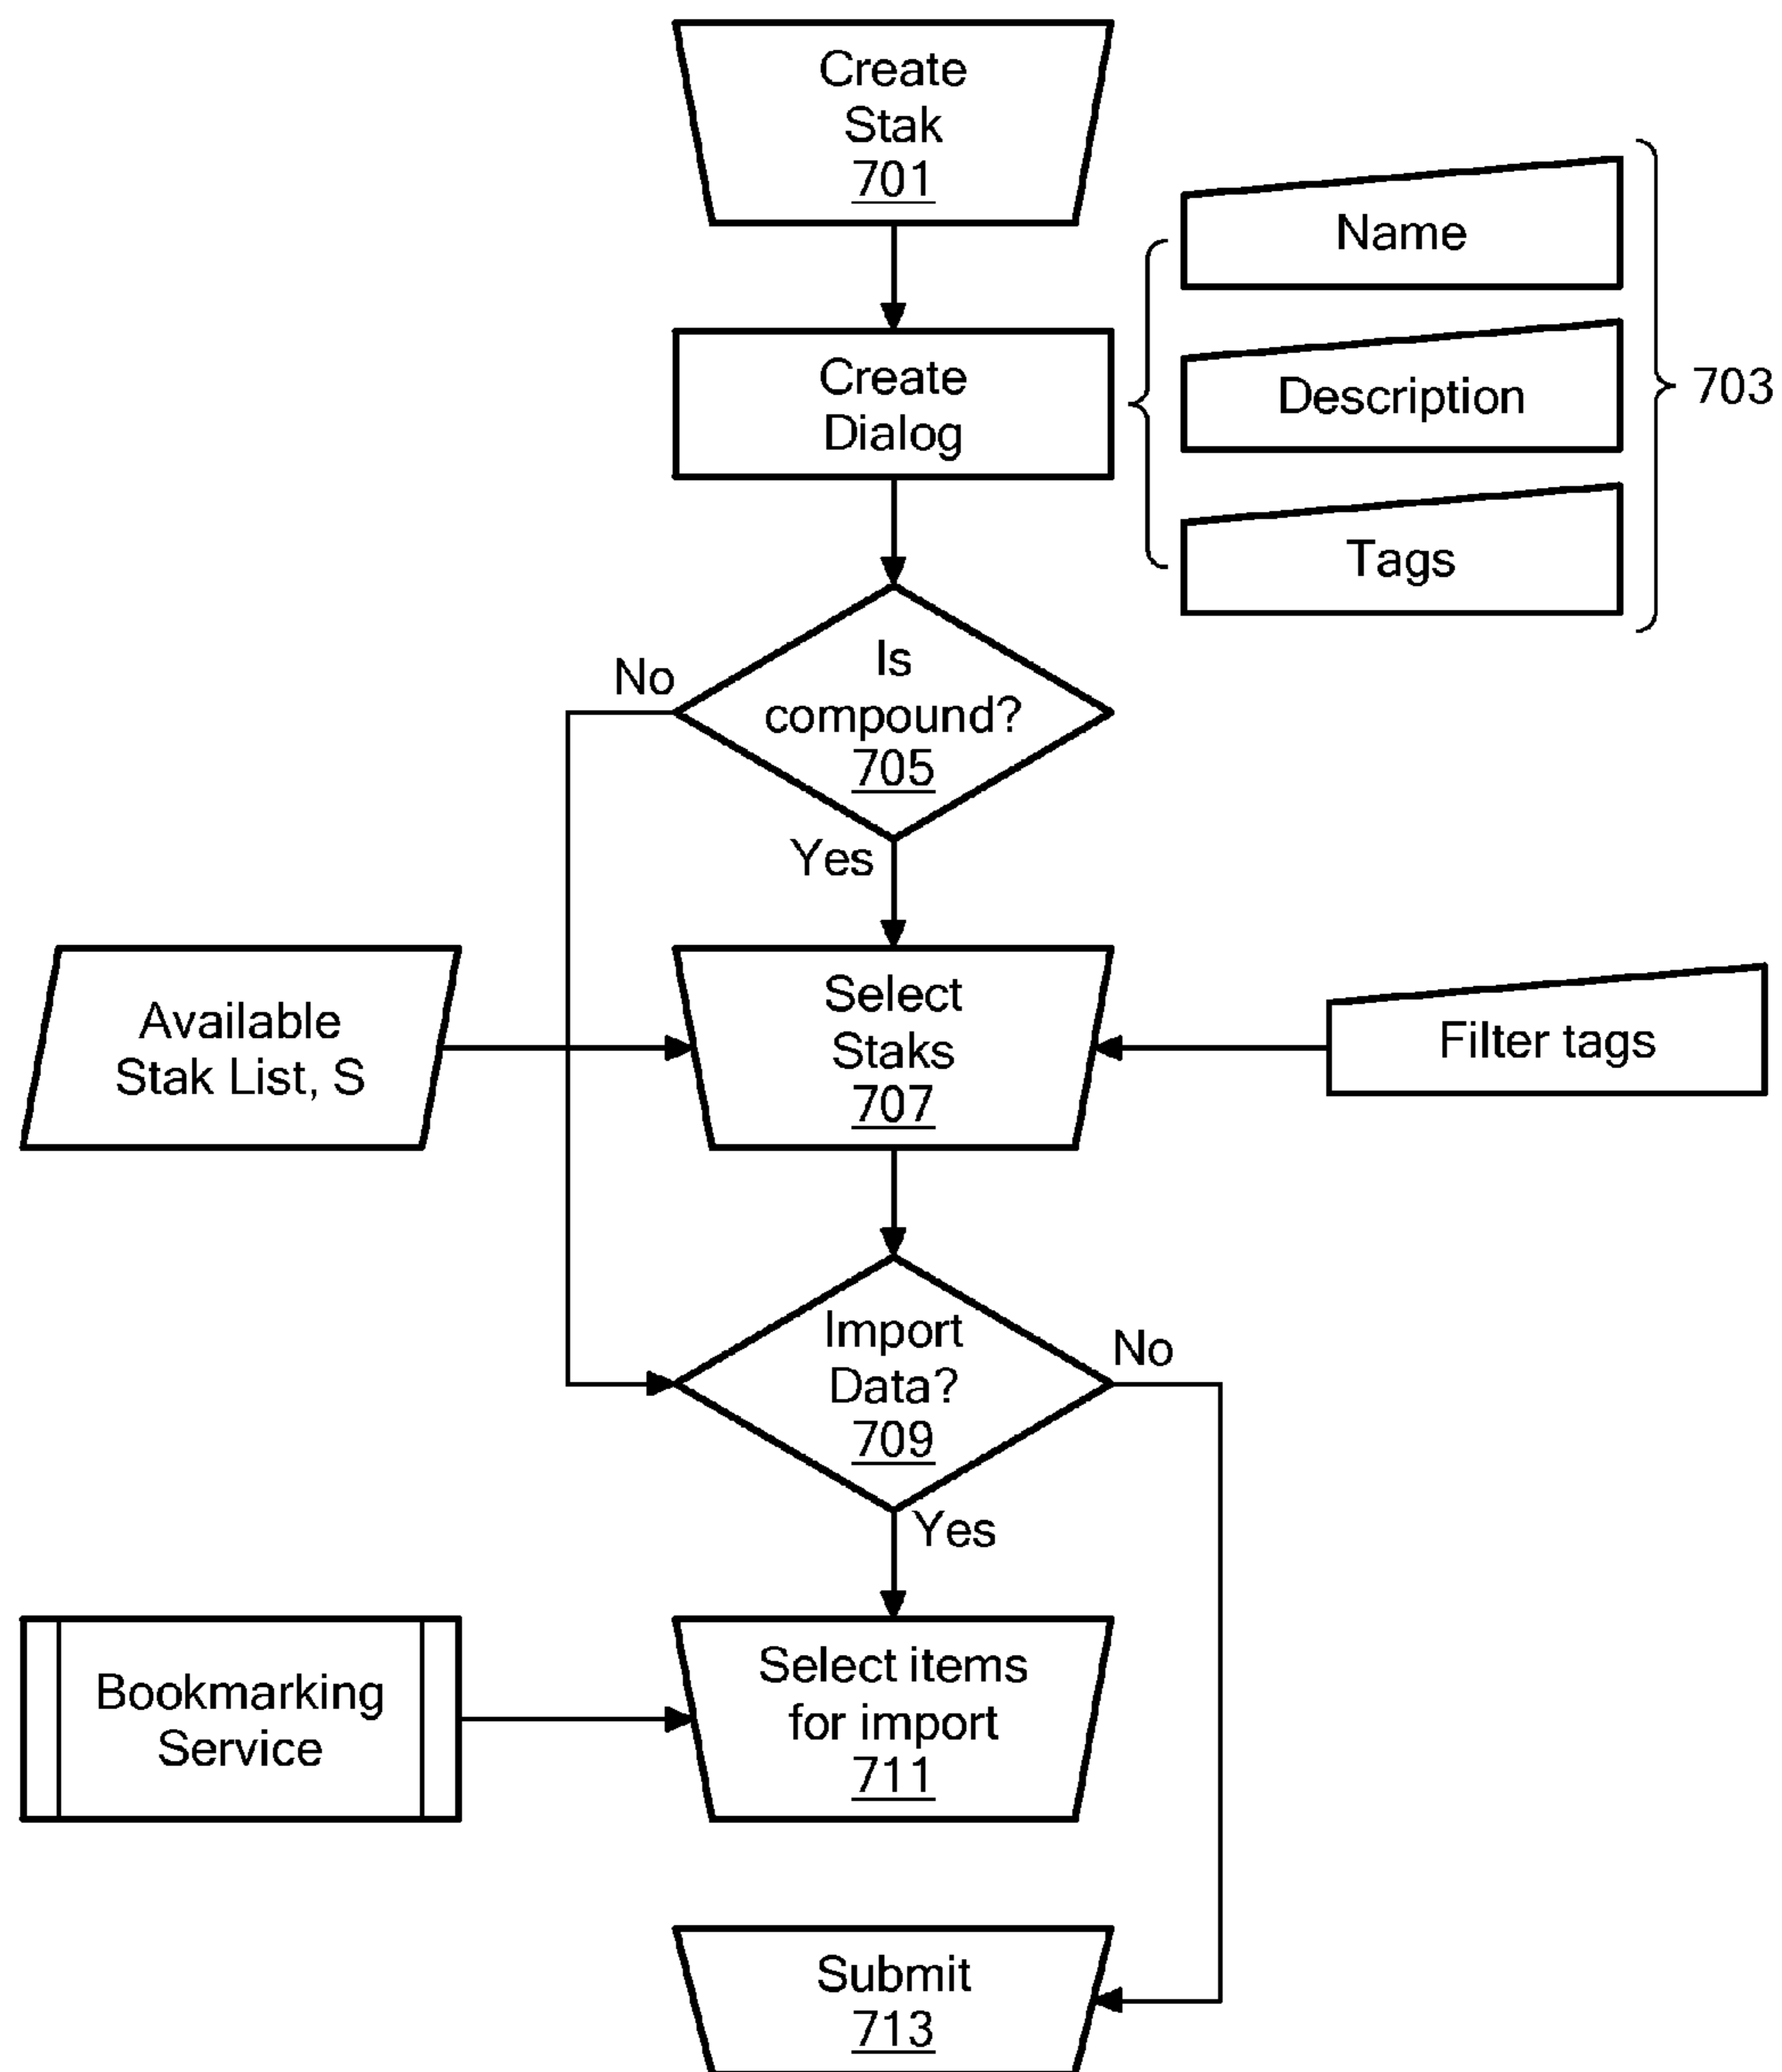 Create
Stak
701
Name
Create
Dialog
Description
703
Tags
No
Is
compound?
705
Yes
Available
Stak List, S
Select
Staks
707
Filter tags
Import
Data?
709
No
Yes
Bookmarking
Service
Select items
for import
711
Submit
713